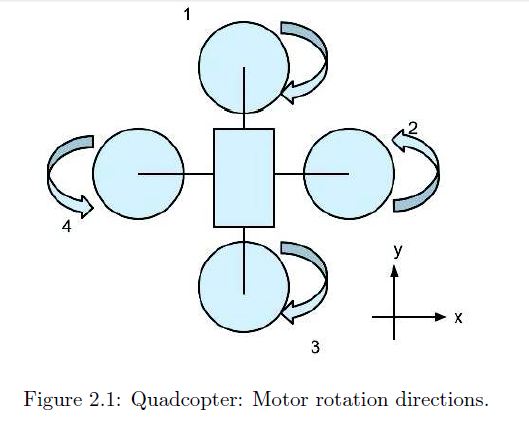 1
2
4
y
x
3
Figure 2.1: Quadcopter: Motor rotation directions.